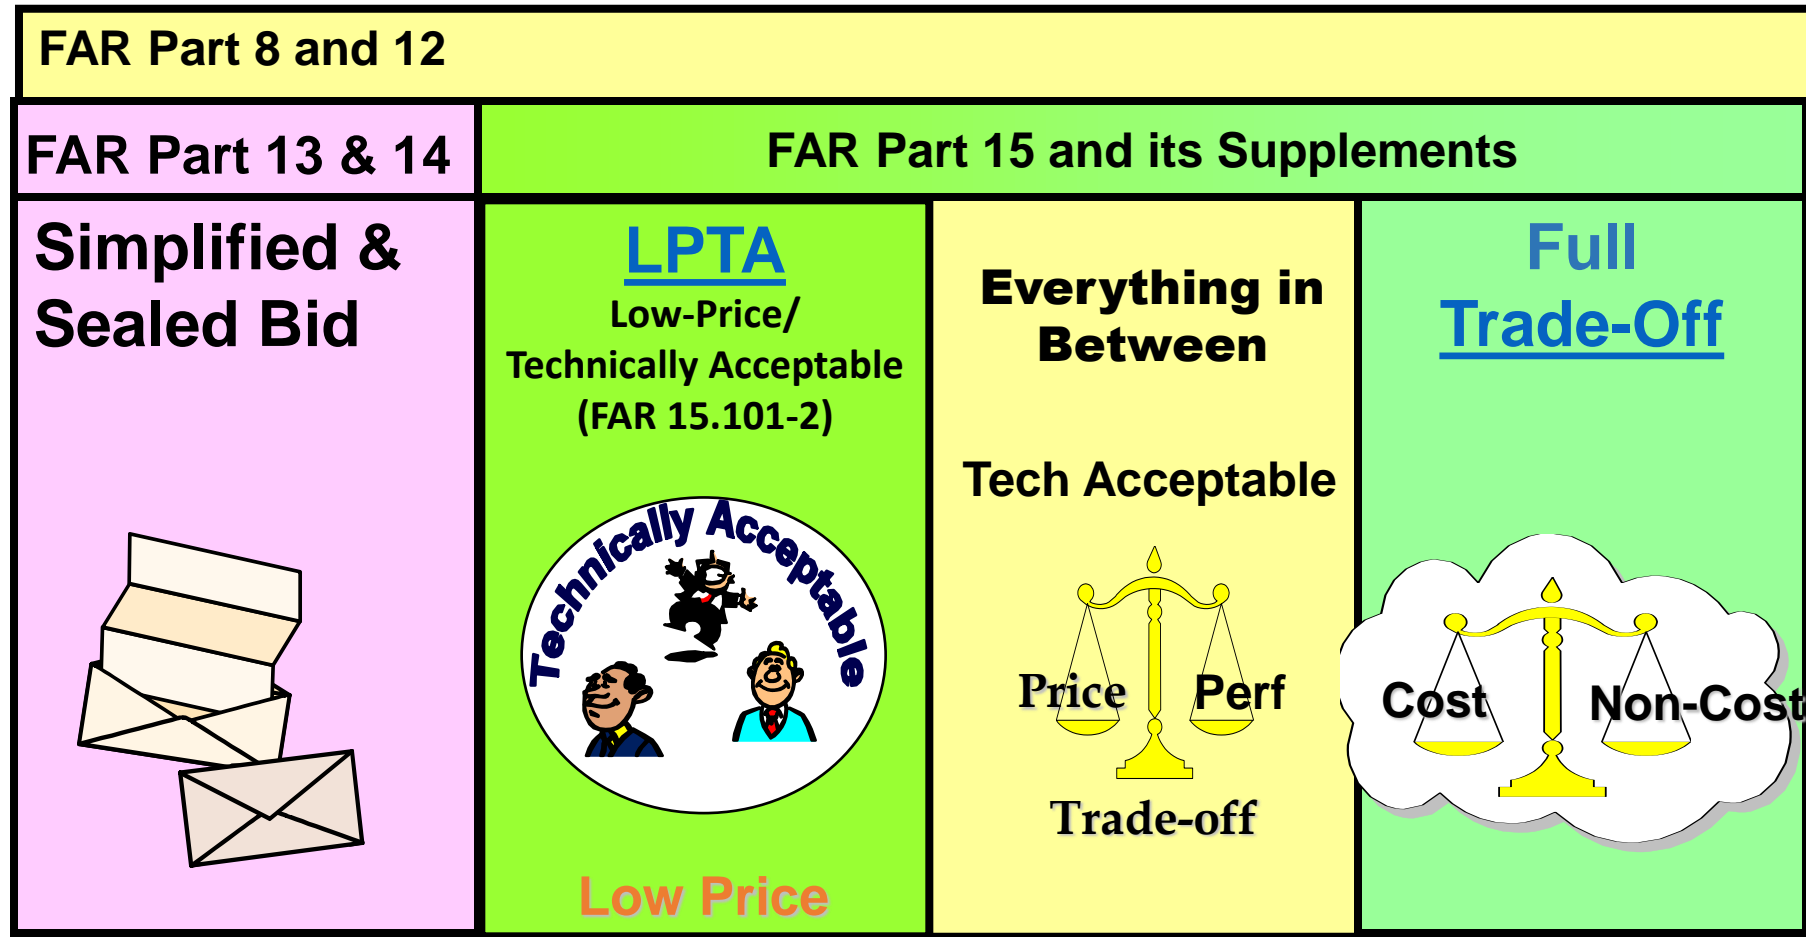 FAR Part 8 and 12
FAR Part 13 & 14
FAR Part 15 and its Supplements
Simplified &
Sealed Bid
LPTA
Low-Price/
Technically Acceptable
(FAR 15.101-2)
Technically Acceptable
Low Price
Everything in
Between
Tech Acceptable
Price
Perf
Trade-off
Full
Trade-Off
Cost
Non-Cost